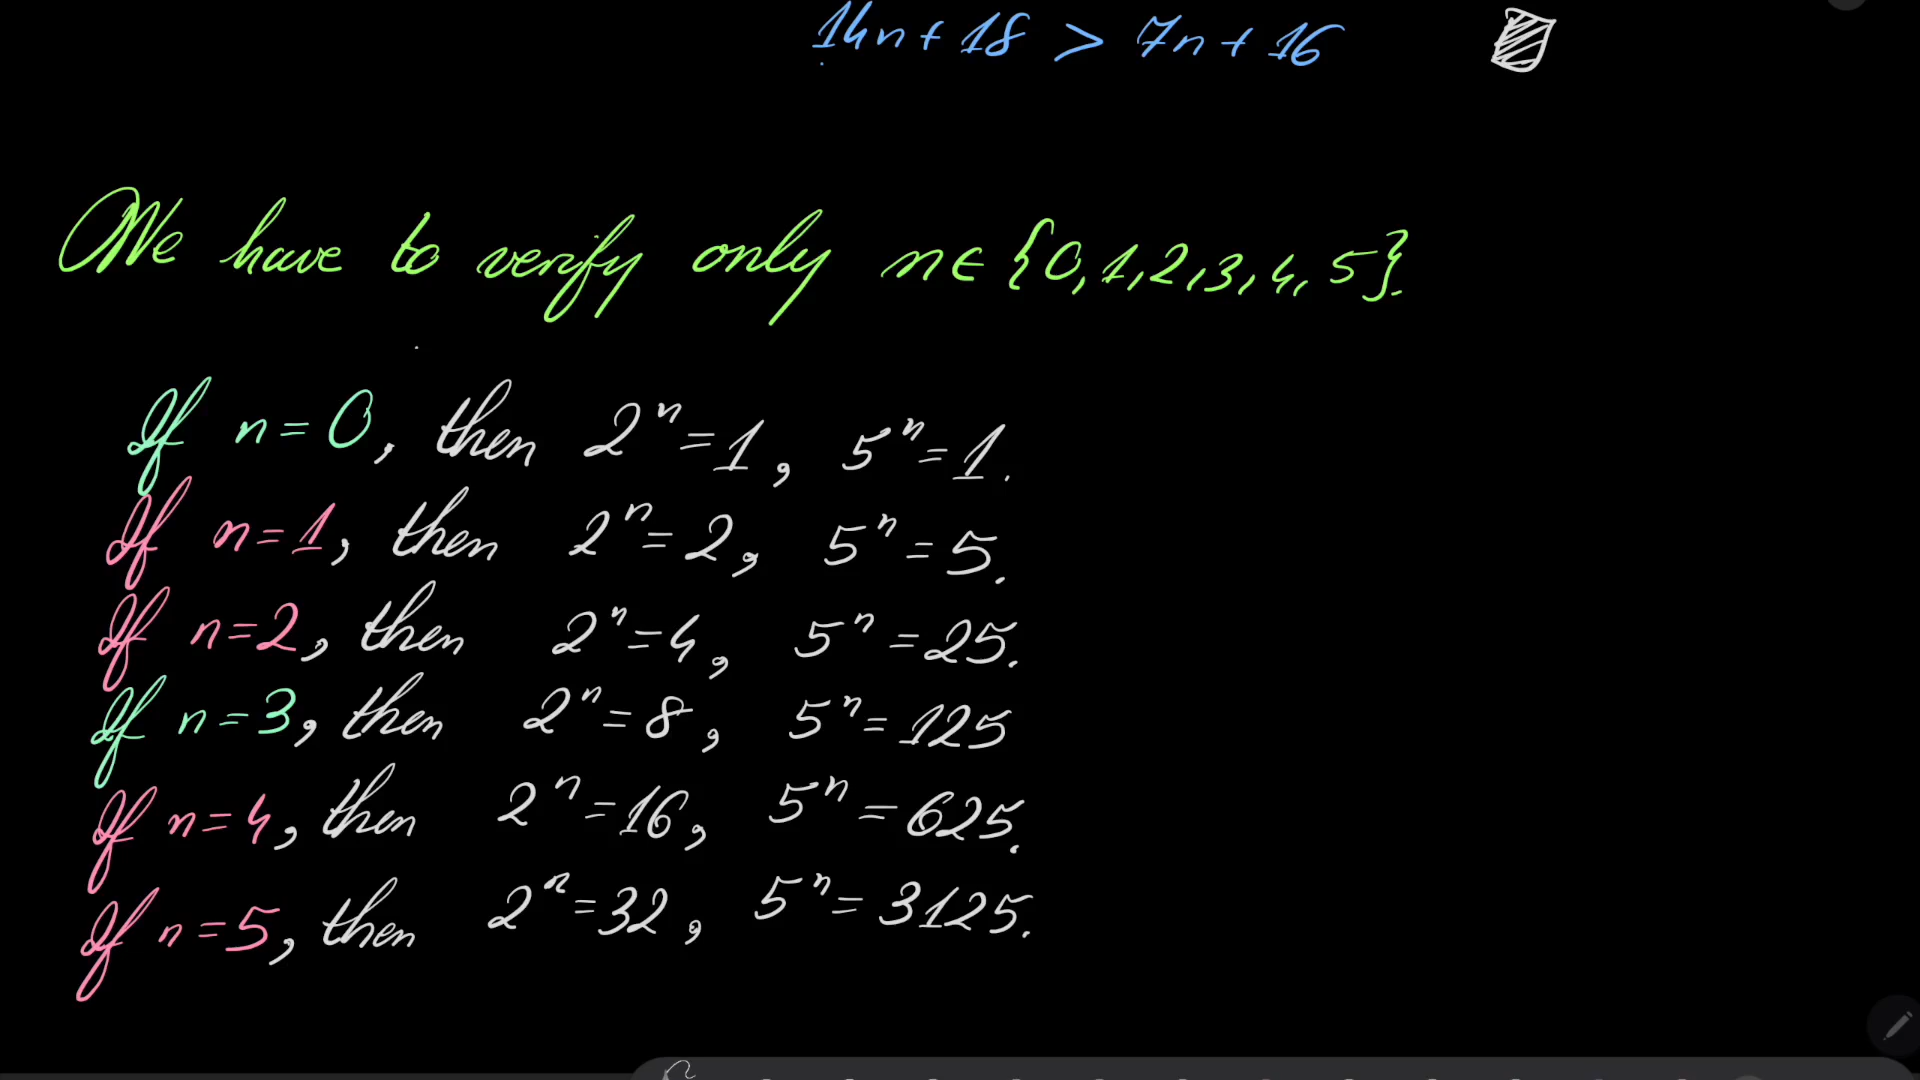 14n + 18 > 7n + 16
We have to verify only n ∈ {0, 1, 2, 3, 4, 5}.
If n = 0, then 2ⁿ = 1, 5ⁿ = 1.
If n = 1, then 2ⁿ = 2, 5ⁿ = 5.
If n = 2, then 2ⁿ = 4, 5ⁿ = 25.
If n = 3, then 2ⁿ = 8, 5ⁿ = 125
If n = 4, then 2ⁿ = 16, 5ⁿ = 625.
If n = 5, then 2ⁿ = 32, 5ⁿ = 3125.